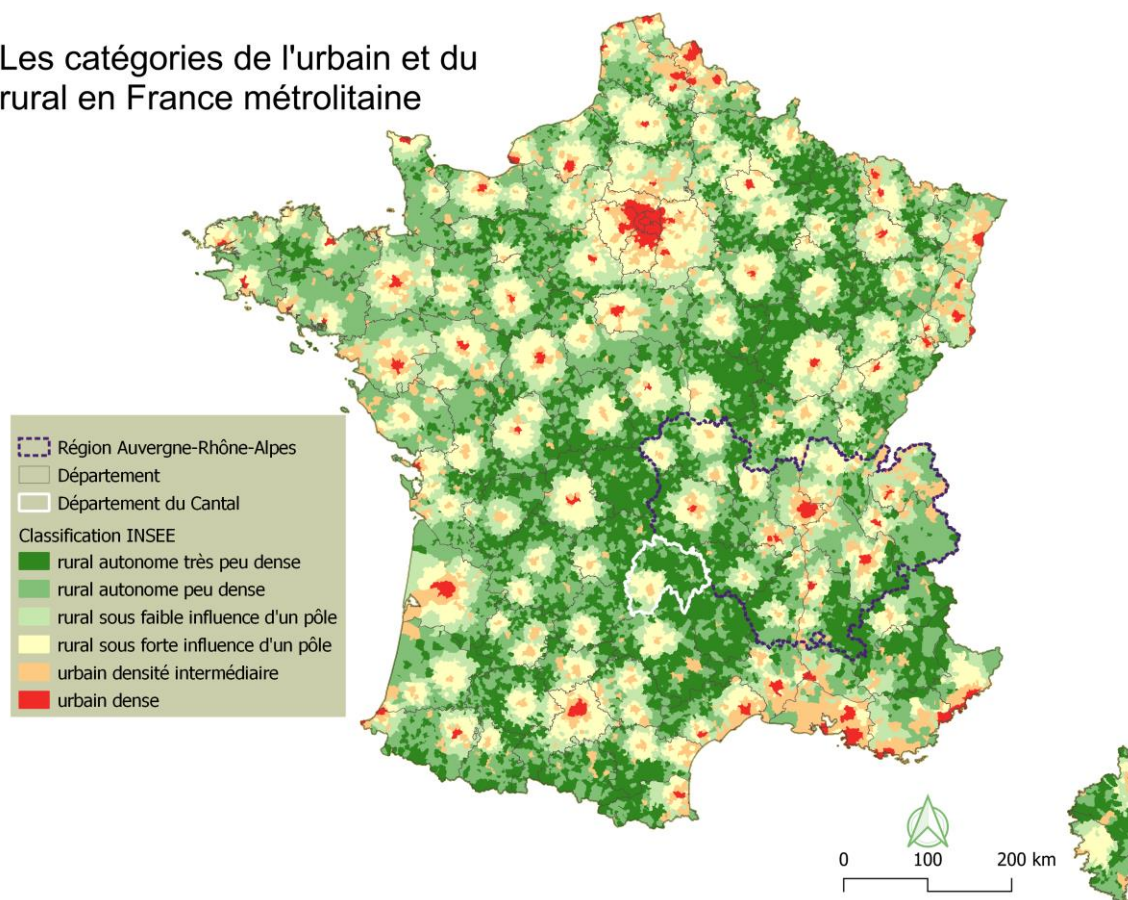 Les catégories de l'urbain et du
rural en France métrolitaine
Région Auvergne-Rhône-Alpes
Département
Département du Cantal
Classification INSEE
rural autonome très peu dense
rural autonome peu dense
rural sous faible influence d'un pôle
rural sous forte influence d'un pôle
urbain densité intermédiaire
urbain dense
0 100 200 km